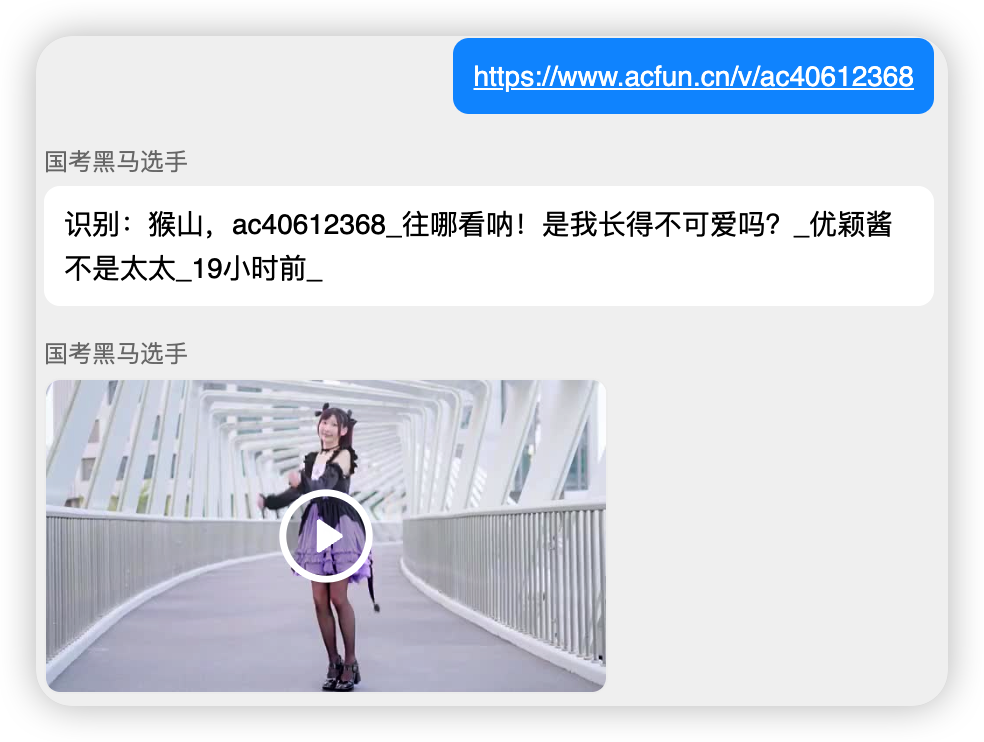 https://www.acfun.cn/v/ac40612368
国考黑马选手
识别：猴山，ac40612368_往哪看呐！是我长得不可爱吗？_优颖酱
不是太太_19小时前_
国考黑马选手